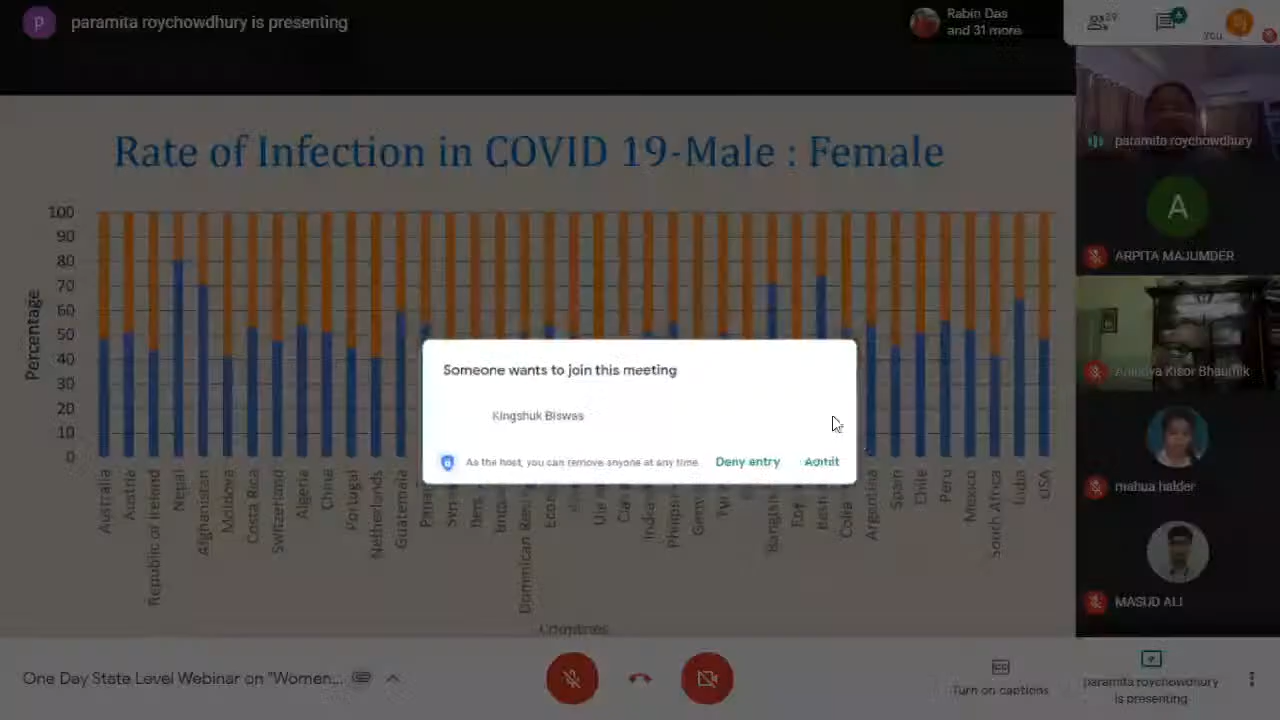 p paramita roychowdhury is presenting
Rabin Das
and 31 more
You
Rate of Infection in COVID 19-Male : Female
100
90
80
70
60
50
40
30
20
10
0
Percentage
Australia
Austria
Republic of Ireland
Nepal
Afghanistan
Moldova
Costa Rica
Switzerland
Algeria
China
Portugal
Netherlands
Guatemala
Dominican
Argentina
Spain
Chile
Peru
Mexico
South Africa
India
USA
Countries
Someone wants to join this meeting
Kingshuk Biswas
As the host, you can remove anyone at any time
Deny entry
Admit
paramita roychowdhury
A
ARPITA MAJUMDER
Anindya Kisor Bhaumik
mahua halder
MASUD ALI
One Day State Level Webinar on "Women...
Turn on captions
paramita roychowdhury
is presenting